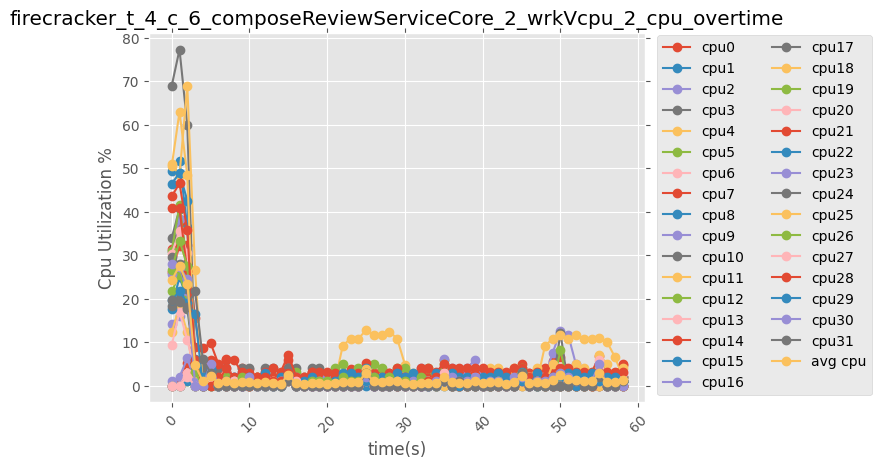 firecracker_t_4_c_6_composeReviewServiceCore_2_wrkVcpu_2_cpu_overtime
80
70
60
50
40
30
20
10
0
Cpu Utilization %
0
10
20
30
40
50
60
time(s)
cpu0
cpu1
cpu2
cpu3
cpu4
cpu5
cpu6
cpu7
cpu8
cpu9
cpu10
cpu11
cpu12
cpu13
cpu14
cpu15
cpu16
cpu17
cpu18
cpu19
cpu20
cpu21
cpu22
cpu23
cpu24
cpu25
cpu26
cpu27
cpu28
cpu29
cpu30
cpu31
avg cpu